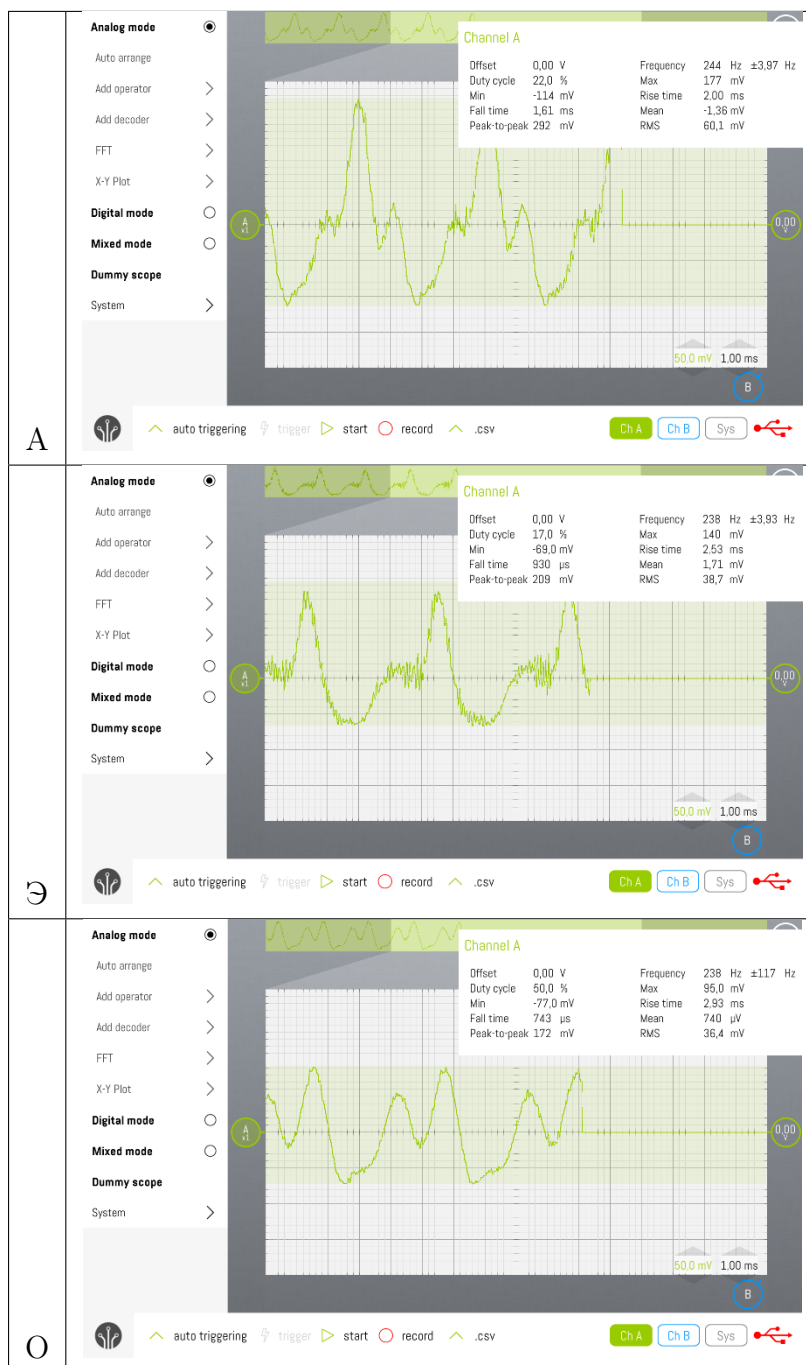 А
Analog mode
Auto arrange
Add operator
Add decoder
FFT
X-Y Plot
Digital mode
Mixed mode
Dummy scope
System
Channel A
Offset 0,00 V Frequency 244 Hz ±3,97 Hz
Duty cycle 22,0 % Max 177 mV
Min -114 mV Rise time 2,00 ms
Fall time 1,61 ms Mean -1,36 mV
Peak-to-peak 292 mV RMS 60,1 mV
A x1
0,00 V
50,0 mV 1,00 ms
B
auto triggering trigger start record .csv Ch A Ch B Sys
Э
Analog mode
Auto arrange
Add operator
Add decoder
FFT
X-Y Plot
Digital mode
Mixed mode
Dummy scope
System
Channel A
Offset 0,00 V Frequency 238 Hz ±3,93 Hz
Duty cycle 17,0 % Max 140 mV
Min -69,0 mV Rise time 2,53 ms
Fall time 930 µs Mean 1,71 mV
Peak-to-peak 209 mV RMS 38,7 mV
A x1
0,00 V
50,0 mV 1,00 ms
B
auto triggering trigger start record .csv Ch A Ch B Sys
О
Analog mode
Auto arrange
Add operator
Add decoder
FFT
X-Y Plot
Digital mode
Mixed mode
Dummy scope
System
Channel A
Offset 0,00 V Frequency 238 Hz ±117 Hz
Duty cycle 50,0 % Max 95,0 mV
Min -77,0 mV Rise time 2,93 ms
Fall time 743 µs Mean 740 µV
Peak-to-peak 172 mV RMS 36,4 mV
A x1
0,00 V
50,0 mV 1,00 ms
B
auto triggering trigger start record .csv Ch A Ch B Sys